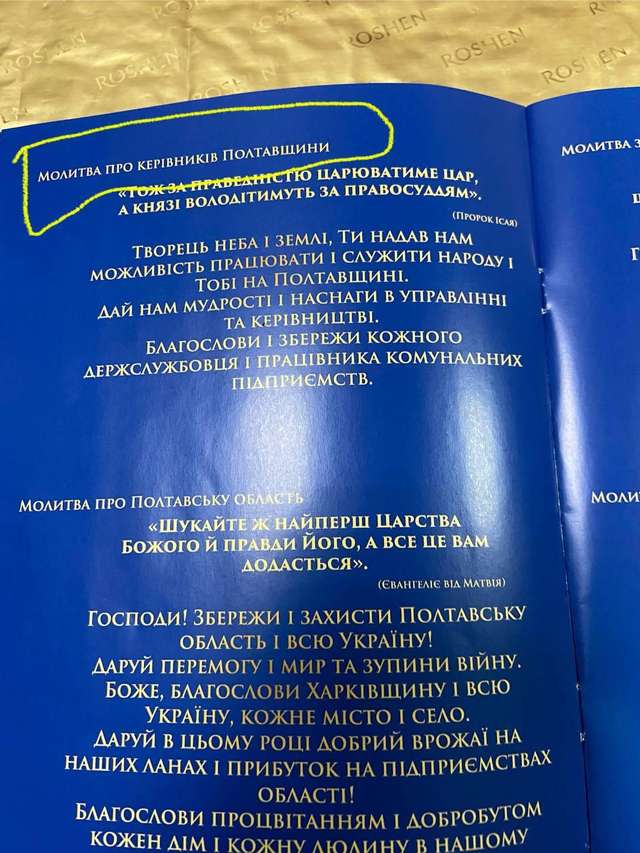 ROSHEN
ROSHEN
ROSHEN
ROSHEN
ROSHEN
Молитва про керівників Полтавщини
«Тож за праведністю царюватиме цар,
а князі володітимуть за правосуддям».
(Пророк Ісая)
Творець неба і землі, Ти надав нам
можливість працювати і служити народу і
Тобі на Полтавщині.
Дай нам мудрості і наснаги в управлінні
та керівництві.
Благослови і збережи кожного
держслужбовця і працівника комунальних
підприємств.
Молитва про Полтавську область
«Шукайте ж найперш Царства
Божого й правди Його, а все це вам
додасться».
(Євангеліє від Матвія)
Господи! Збережи і захисти Полтавську
область і всю Україну!
Даруй перемогу і мир та зупини війну.
Боже, благослови Харківщину і всю
Україну, кожне місто і село.
Даруй в цьому році добрий врожаї на
наших ланах і прибуток на підприємствах
області!
Благослови процвітанням і добробутом
кожен дім і кожну людину в нашому
Молитва з